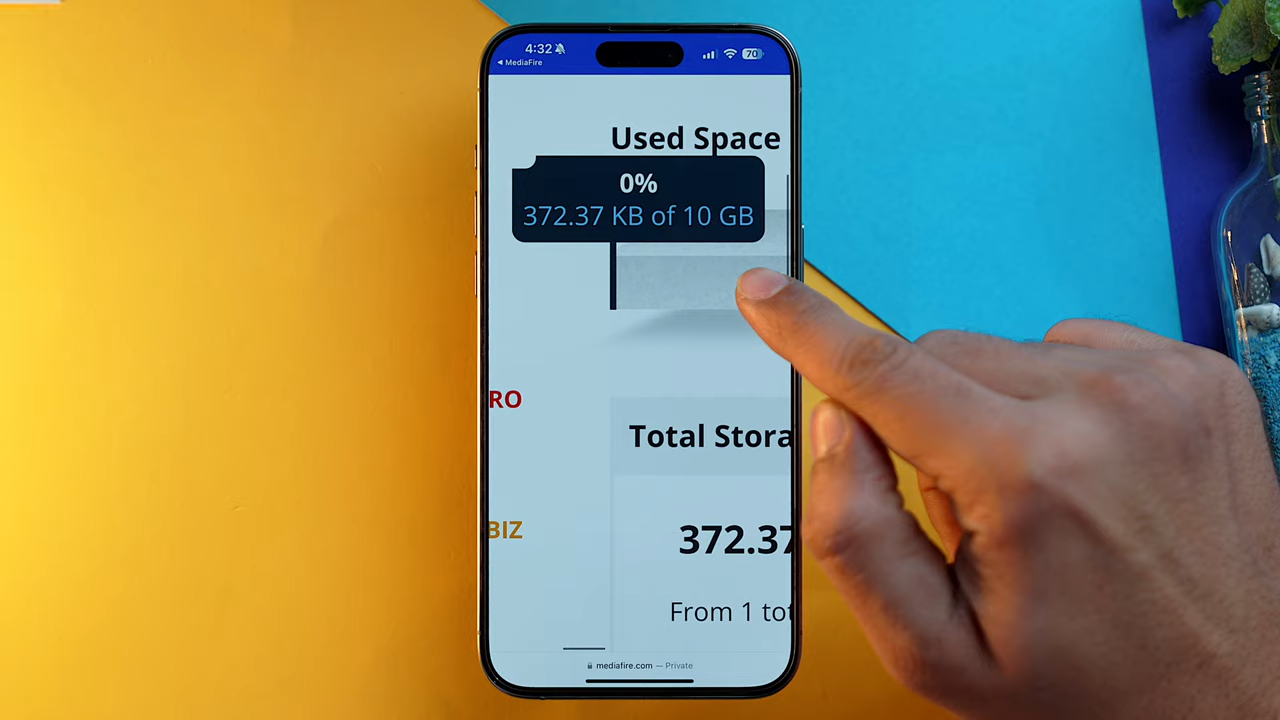 4:32
70
◀ MediaFire
Used Space
0%
372.37 KB of 10 GB
RO
Total Stora
372.37
BIZ
From 1 tot
mediafire.com — Private